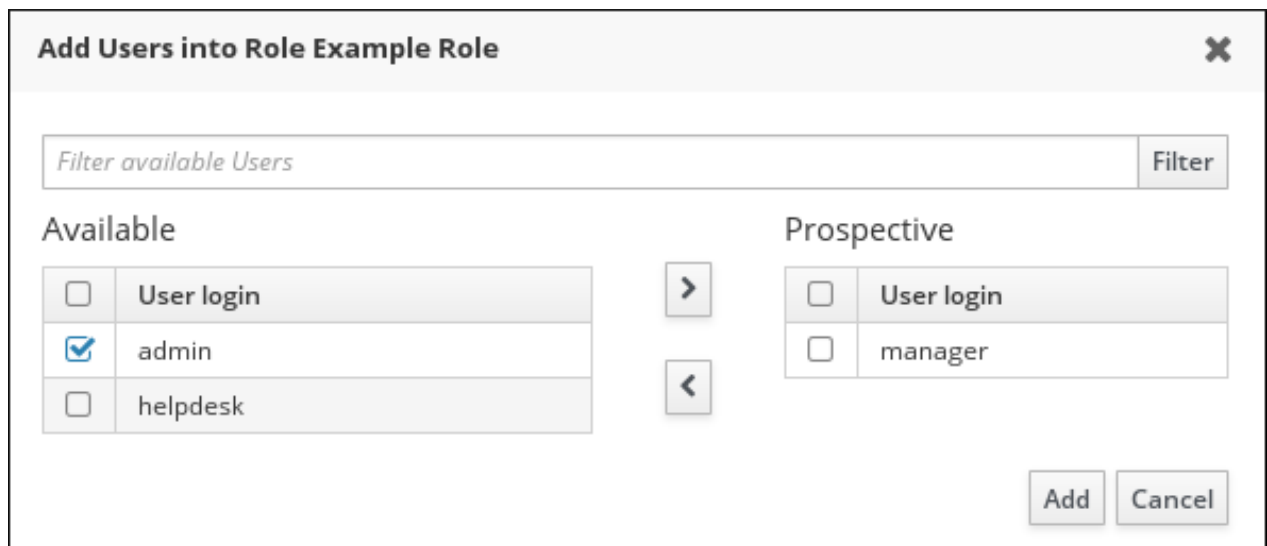 Add Users into Role Example Role
Filter available Users
Filter
Available
Prospective
User login
admin
helpdesk
User login
manager
Add
Cancel